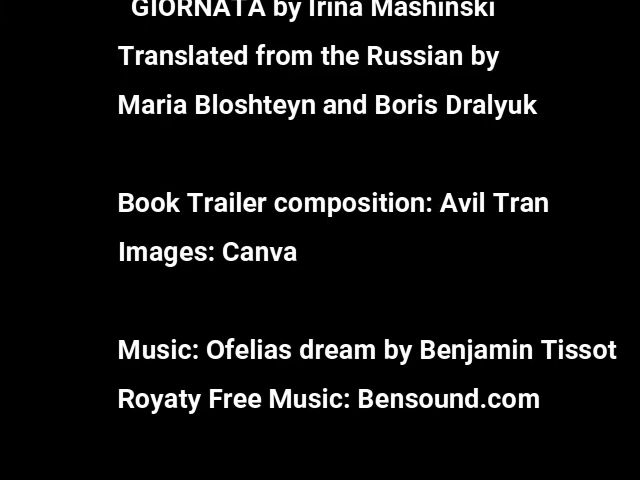 GIORNATA by Irina Mashinski
Translated from the Russian by
Maria Bloshteyn and Boris Dralyuk
Book Trailer composition: Avil Tran
Images: Canva
Music: Ofelias dream by Benjamin Tissot
Royaty Free Music: Bensound.com